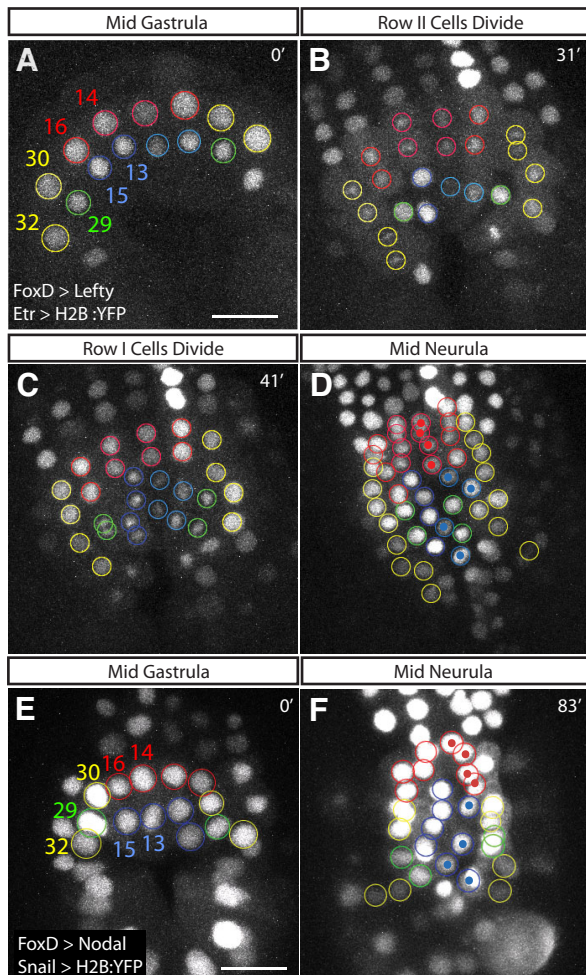 Mid Gastrula
Row II Cells Divide
A
0'
14
16
30
13
15
32
29
FoxD > Lefty
Etr > H2B :YFP
B
31'
Row I Cells Divide
Mid Neurula
C
41'
D
Mid Gastrula
Mid Neurula
E
0'
14
16
30
29
32
15
13
FoxD > Nodal
Snail > H2B:YFP
F
83'